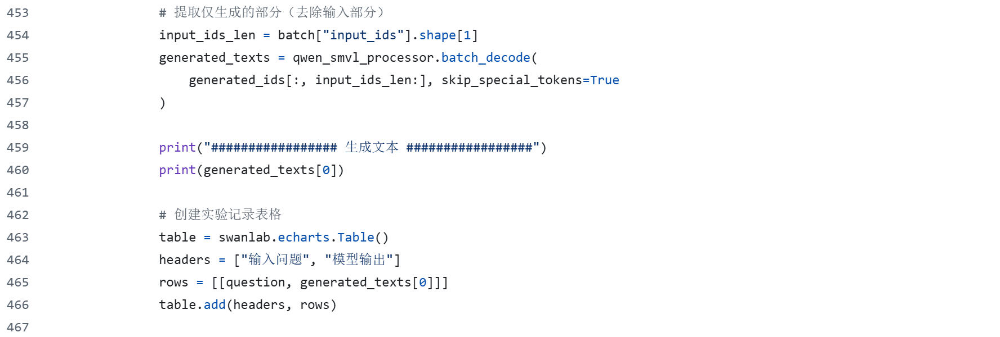 453 # 提取仅生成的部分（去除输入部分）
454 input_ids_len = batch["input_ids"].shape[1]
455 generated_texts = qwen_smvl_processor.batch_decode(
456 generated_ids[:, input_ids_len:], skip_special_tokens=True
457 )
458
459 print("################# 生成文本 #################")
460 print(generated_texts[0])
461
462 # 创建实验记录表格
463 table = swanlab.echarts.Table()
464 headers = ["输入问题", "模型输出"]
465 rows = [[question, generated_texts[0]]]
466 table.add(headers, rows)
467